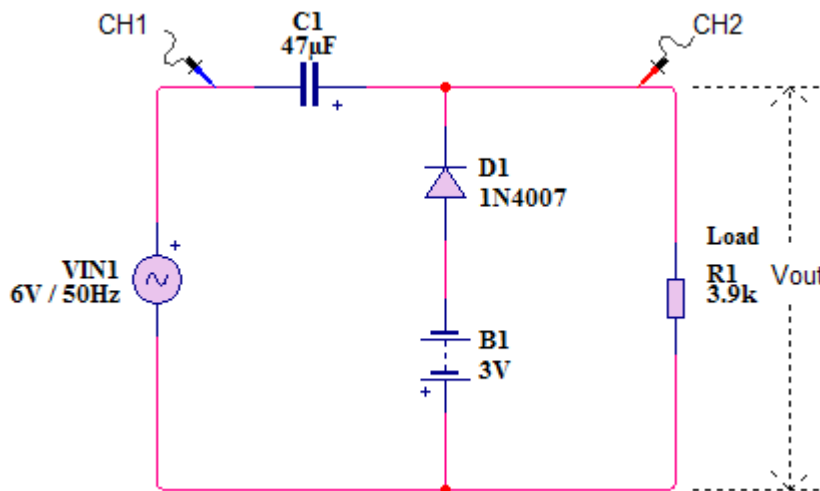 CH1
C1
47µF
CH2
D1
1N4007
VIN1
6V / 50Hz
Load
R1
3.9k
Vout
B1
3V
+
+
+